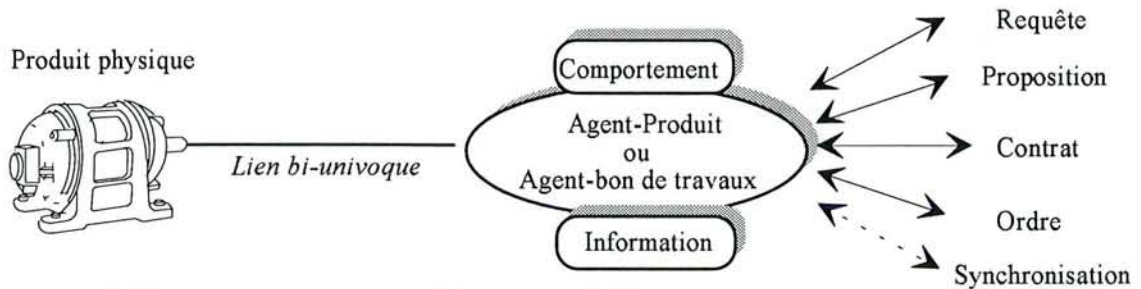 Produit physique
Lien bi-univoque
Comportement
Agent-Produit
ou
Agent-bon de travaux
Information
Requête
Proposition
Contrat
Ordre
Synchronisation